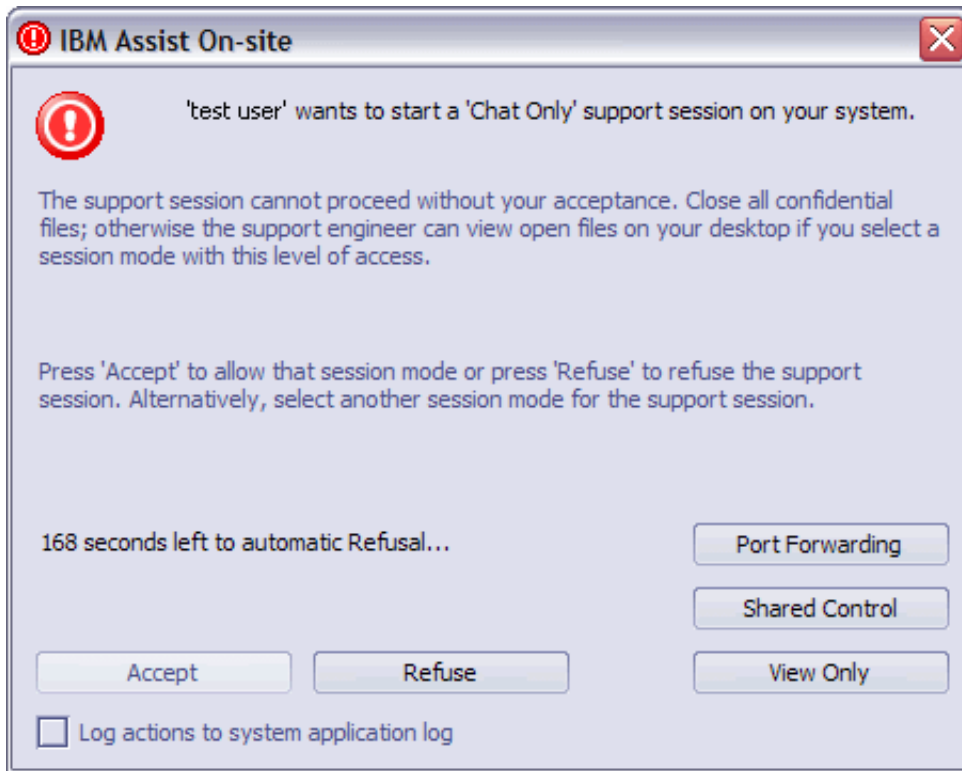 IBM Assist On-site
'test user' wants to start a 'Chat Only' support session on your system.
The support session cannot proceed without your acceptance. Close all confidential
files; otherwise the support engineer can view open files on your desktop if you select a
session mode with this level of access.
Press 'Accept' to allow that session mode or press 'Refuse' to refuse the support
session. Alternatively, select another session mode for the support session.
168 seconds left to automatic Refusal...
Port Forwarding
Shared Control
Accept
Refuse
View Only
Log actions to system application log